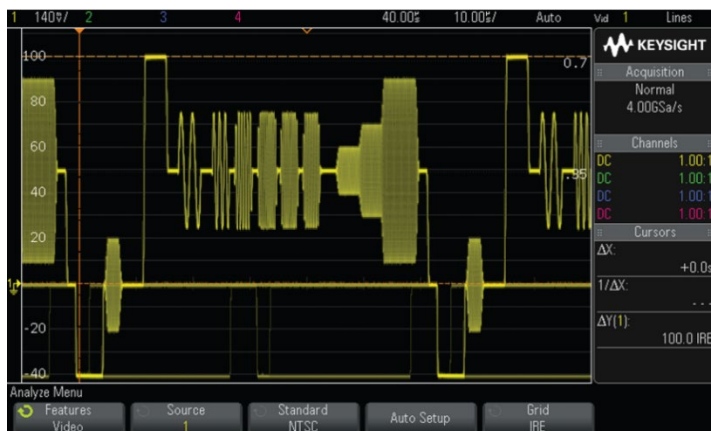 1 140▽/ 2 3 4 40.00s 10.00s/ Auto Vid 1 Lines
KEYSIGHT
100
0.7
80
60
.35
40
20
1
-20
-40
Acquisition
Normal
4.00GSa/s
Channels
DC 1.00:1
DC 1.00:1
DC 1.00:1
DC 1.00:1
Cursors
ΔX:
+0.0s
1/ΔX:
---
ΔY(1):
100.0 IRE
Analyze Menu
Features
Video
Source
1
Standard
NTSC
Auto Setup
Grid
IRE